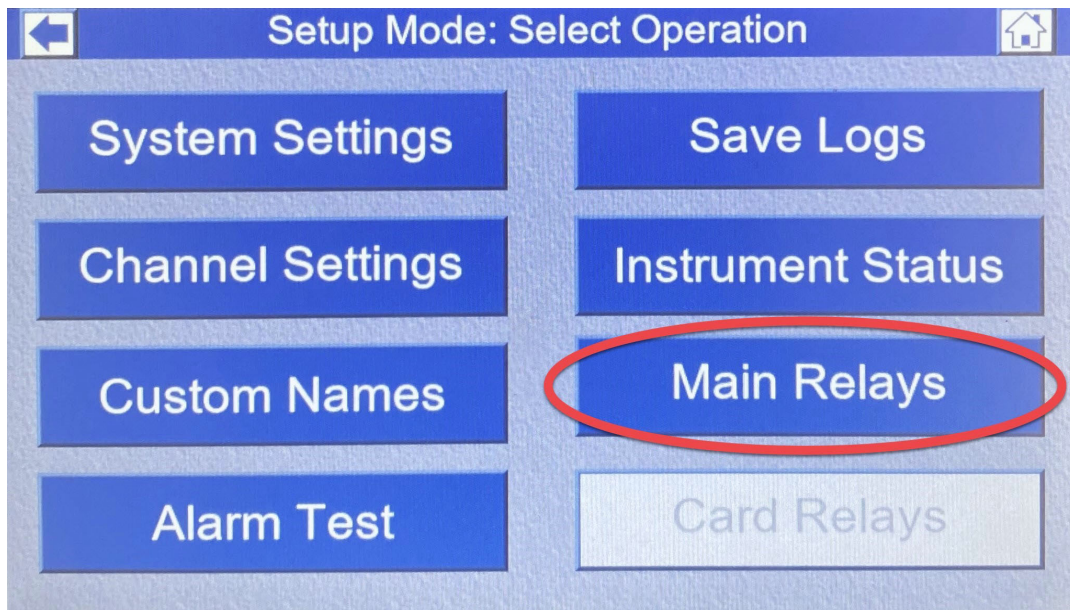 Setup Mode: Select Operation
System Settings
Save Logs
Channel Settings
Instrument Status
Custom Names
Main Relays
Alarm Test
Card Relays